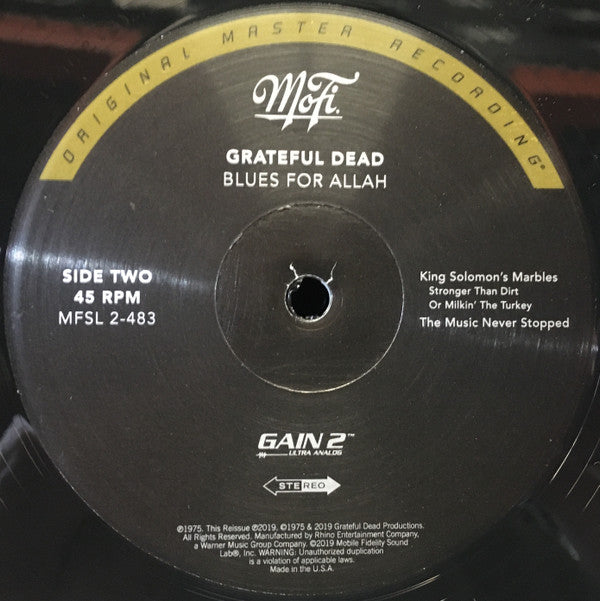 ORIGINAL MASTER RECORDING®
MoFi.
GRATEFUL DEAD
BLUES FOR ALLAH
SIDE TWO
45 RPM
MFSL 2-483
King Solomon's Marbles
Stronger Than Dirt
Or Milkin' The Turkey
The Music Never Stopped
GAIN 2™
ULTRA ANALOG
STEREO
℗1975. This Reissue ℗2019. ©1975 & 2019 Grateful Dead Productions.
All Rights Reserved. Manufactured by Rhino Entertainment Company,
a Warner Music Group Company. ©2019 Mobile Fidelity Sound
Lab®, Inc. WARNING: Unauthorized duplication
is a violation of applicable laws.
Made in the U.S.A.